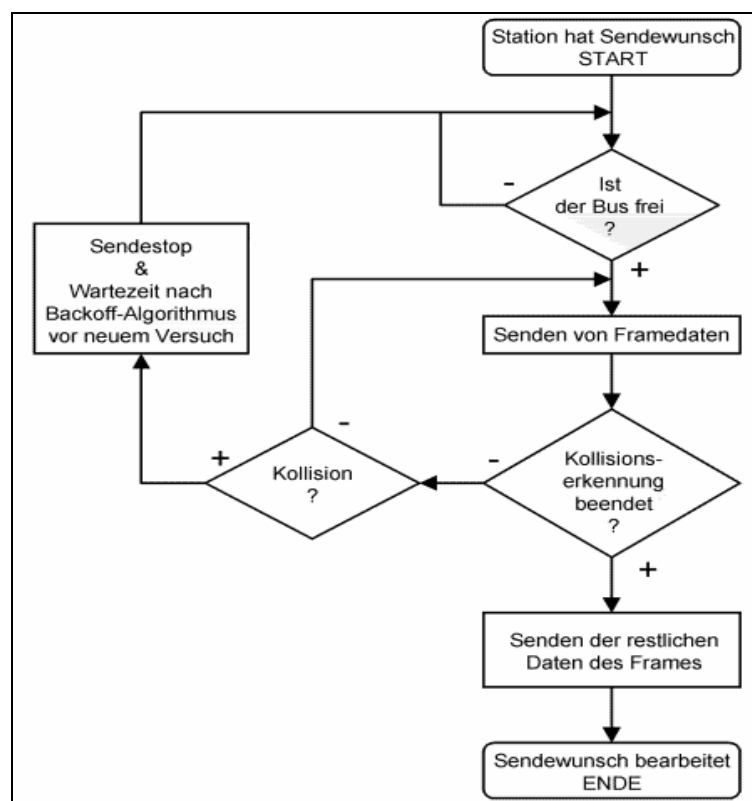 Station hat Sendewunsch
START
-
Ist
der Bus frei
?
+
Sendestop
&
Wartezeit nach
Backoff-Algorithmus
vor neuem Versuch
Senden von Framedaten
+
-
Kollision
?
-
Kollisions-
erkennung
beendet
?
+
Senden der restlichen
Daten des Frames
Sendewunsch bearbeitet
ENDE